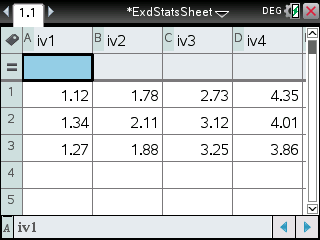 1.1 *ExdStatsSheet DEG
A iv1 B iv2 C iv3 D iv4
=
1 1.12 1.78 2.73 4.35
2 1.34 2.11 3.12 4.01
3 1.27 1.88 3.25 3.86
4
5
A iv1